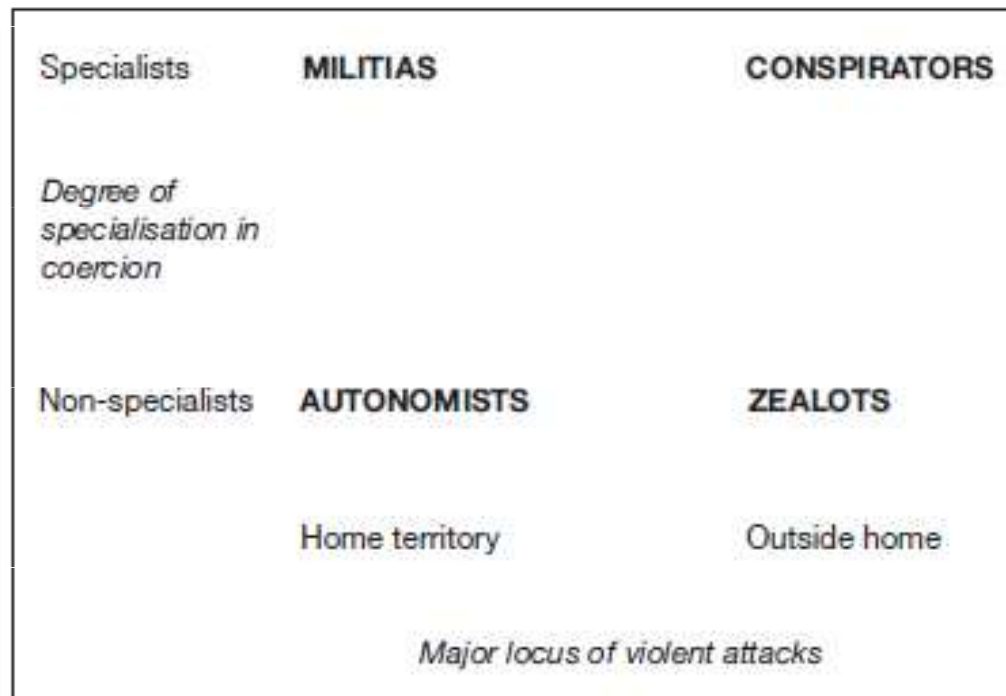 Specialists MILITIAS CONSPIRATORS
Degree of
specialisation in
coercion
Non-specialists AUTONOMISTS ZEALOTS
Home territory Outside home
Major locus of violent attacks